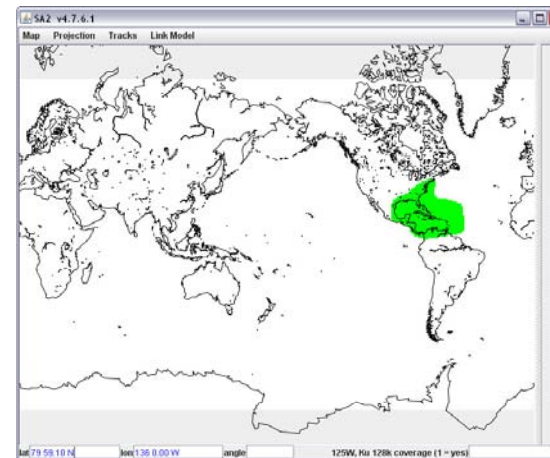 SA2 v4.7.6.1
Map Projection Tracks Link Model
lat 79 59.10 N lon 136 0.00 W angle 125W, Ku 128k coverage (1 = yes)